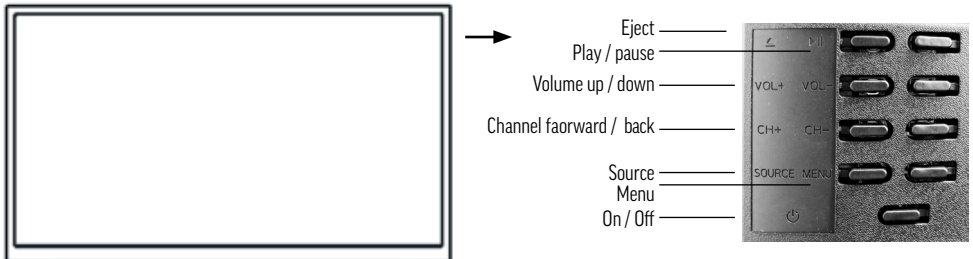 Eject
Play / pause
Volume up / down
VOL+ VOL-
Channel faorward / back
CH+ CH-
Source
SOURCE MENU
Menu
On / Off